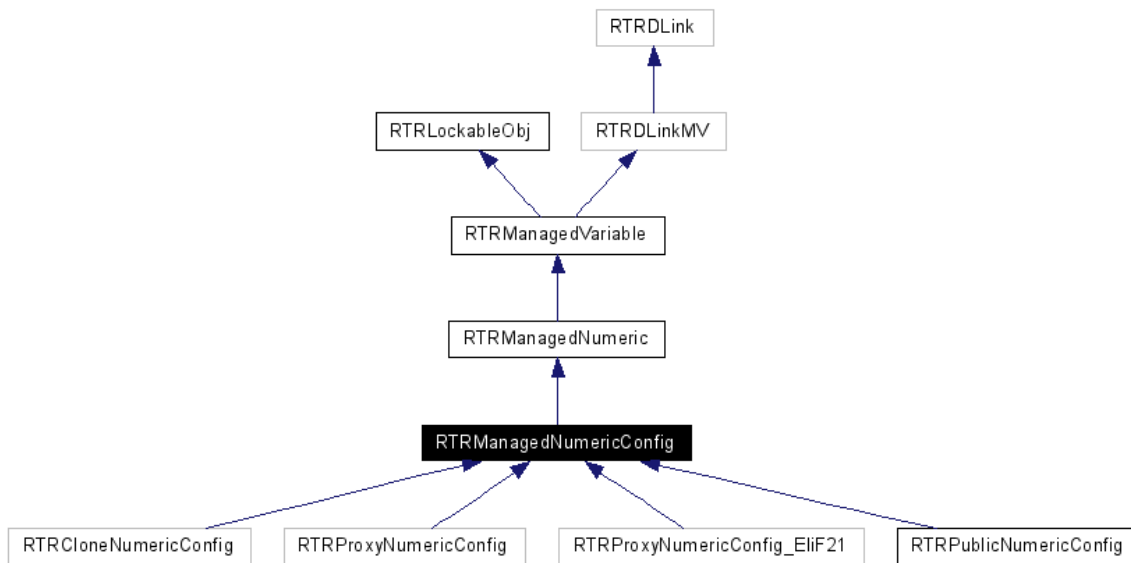 RTRDLink
RTRLockableObj
RTRDLinkMV
RTRManagedVariable
RTRManagedNumeric
RTRManagedNumericConfig
RTRCloneNumericConfig
RTRProxyNumericConfig
RTRProxyNumericConfig_EliF21
RTRPublicNumericConfig